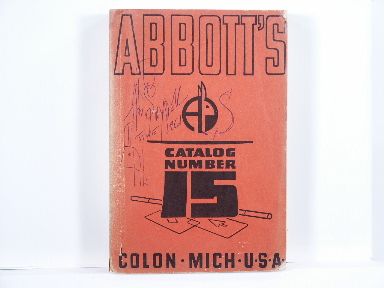 ABBOTT'S
CATALOG
NUMBER
15
COLON · MICH · U·S·A·